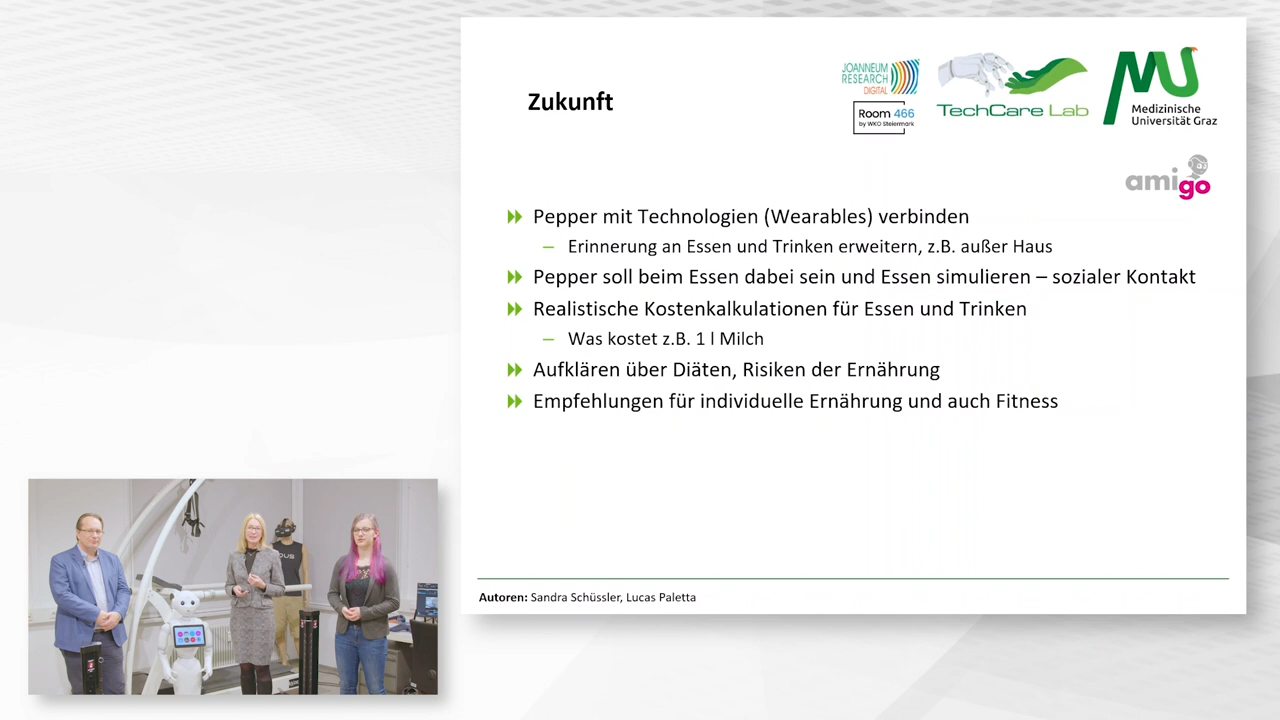 Zukunft
JOANNEUM
RESEARCH
DIGITAL
Room 466
by WKO Steiermark
TechCare Lab
Medizinische
Universität Graz
amigo
Pepper mit Technologien (Wearables) verbinden
– Erinnerung an Essen und Trinken erweitern, z.B. außer Haus
Pepper soll beim Essen dabei sein und Essen simulieren – sozialer Kontakt
Realistische Kostenkalkulationen für Essen und Trinken
– Was kostet z.B. 1 l Milch
Aufklären über Diäten, Risiken der Ernährung
Empfehlungen für individuelle Ernährung und auch Fitness
Autoren: Sandra Schüssler, Lucas Paletta